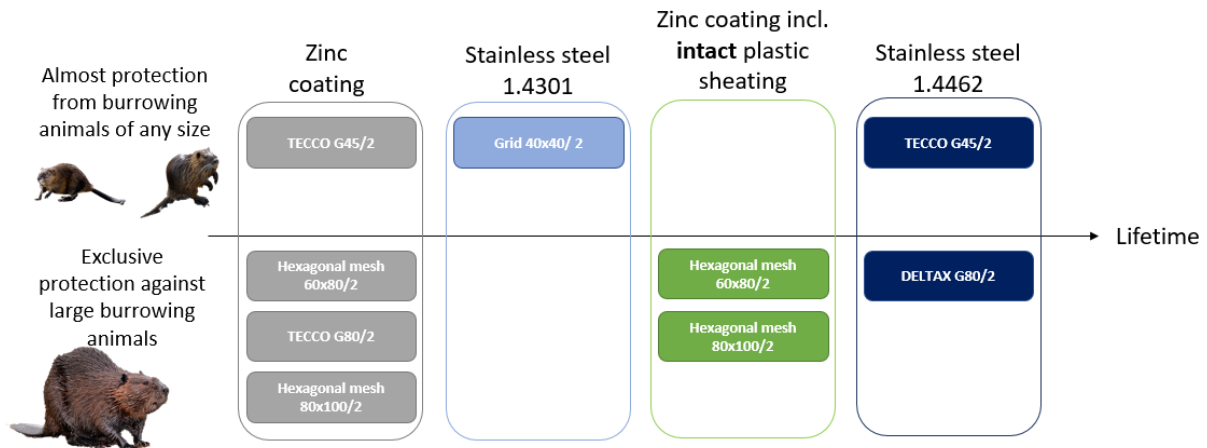 Almost protection
from burrowing
animals of any size
Zinc
coating
Stainless steel
1.4301
Zinc coating incl.
intact plastic
sheating
Stainless steel
1.4462
TECCO G45/2
Grid 40x40/ 2
TECCO G45/2
Lifetime
Exclusive
protection against
large burrowing
animals
Hexagonal mesh
60x80/2
TECCO G80/2
Hexagonal mesh
80x100/2
Hexagonal mesh
60x80/2
Hexagonal mesh
80x100/2
DELTAX G80/2